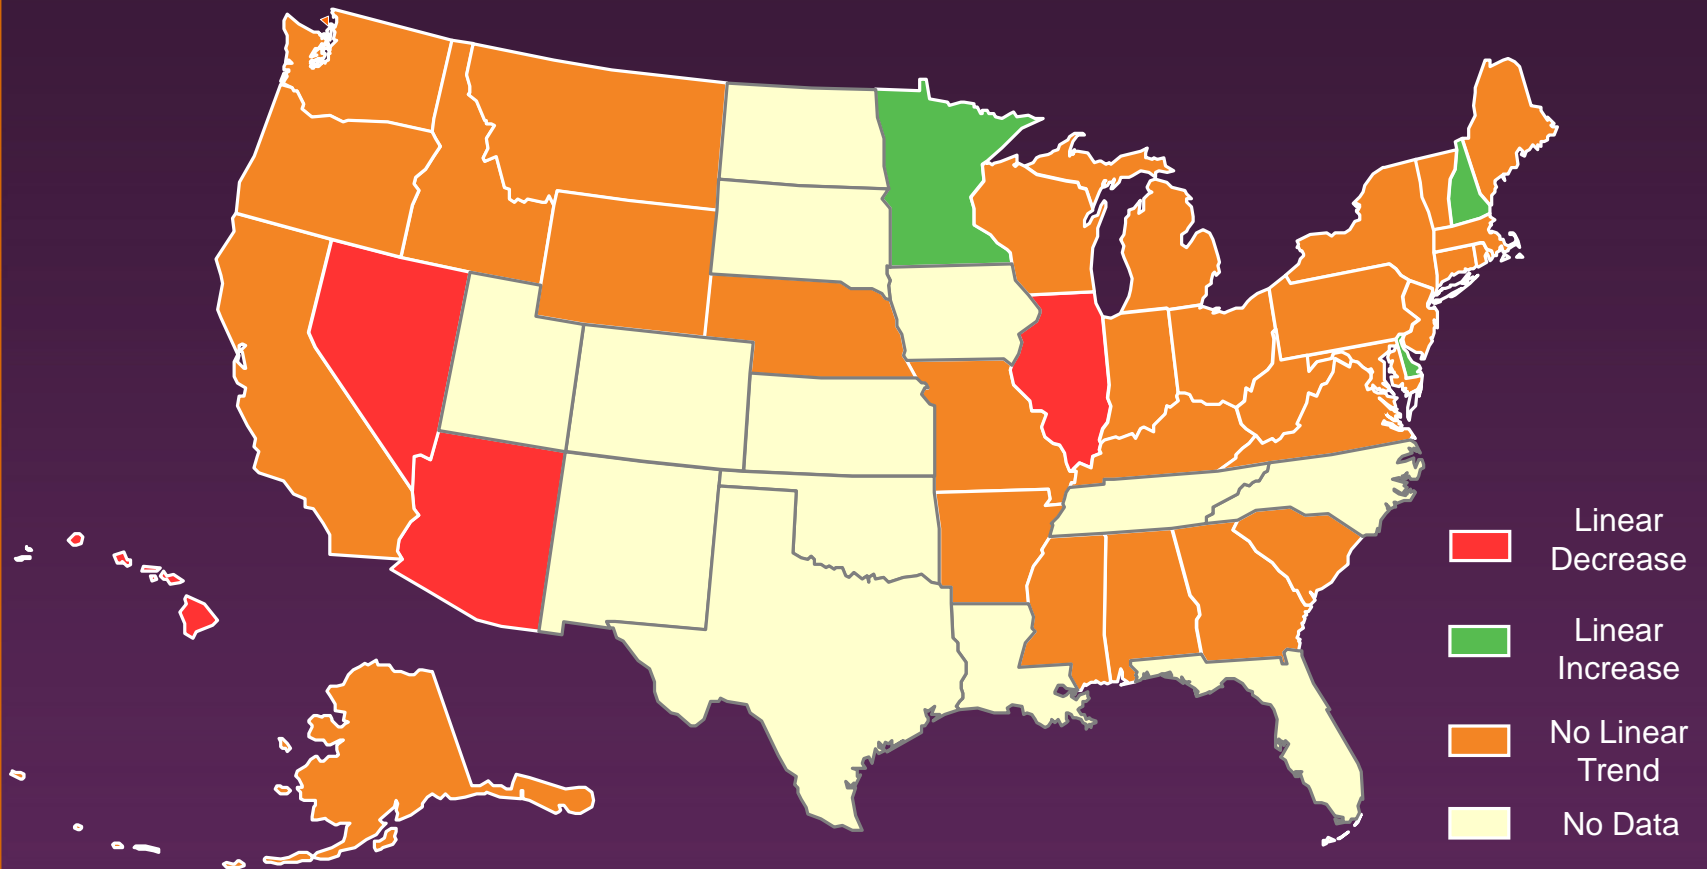 Linear
Decrease
Linear
Increase
No Linear
Trend
No Data